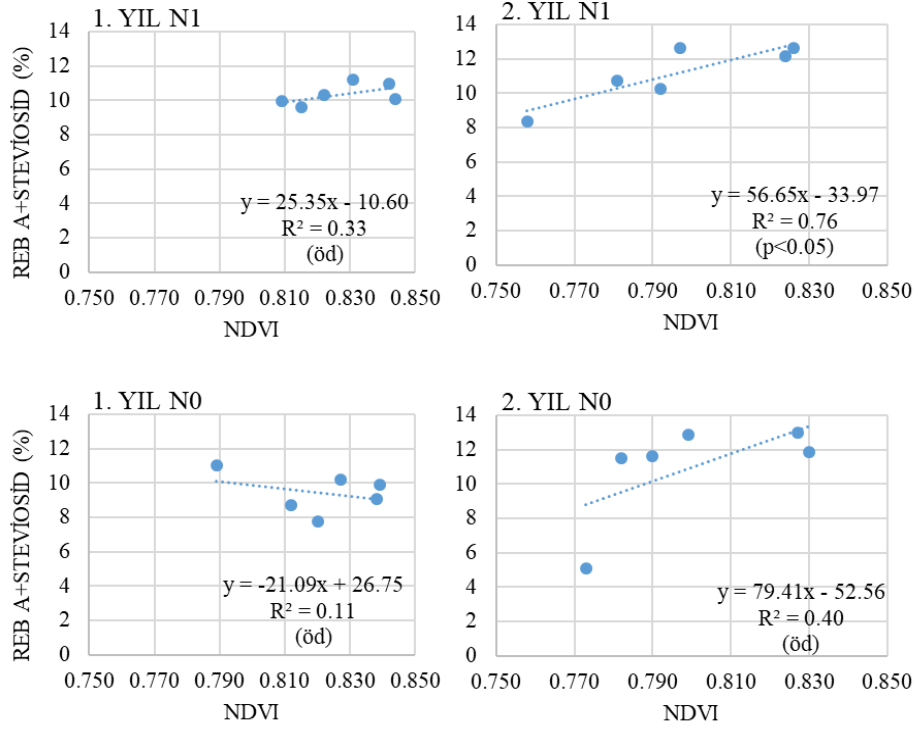 1. YIL N1
REB A+STEVİOSİD (%)
14
12
10
8
6
4
2
0
y = 25.35x - 10.60
R² = 0.33
(öd)
0.750 0.770 0.790 0.810 0.830 0.850
NDVI
2. YIL N1
14
12
10
8
6
4
2
0
y = 56.65x - 33.97
R² = 0.76
(p<0.05)
0.750 0.770 0.790 0.810 0.830 0.850
NDVI
1. YIL N0
REB A+STEVİOSİD (%)
14
12
10
8
6
4
2
0
y = -21.09x + 26.75
R² = 0.11
(öd)
0.750 0.770 0.790 0.810 0.830 0.850
NDVI
2. YIL N0
14
12
10
8
6
4
2
0
y = 79.41x - 52.56
R² = 0.40
(öd)
0.750 0.770 0.790 0.810 0.830 0.850
NDVI